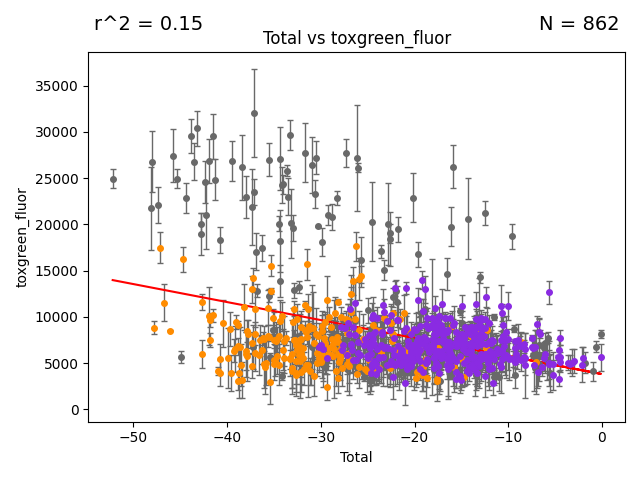 r^2 = 0.15
N = 862
Total vs toxgreen_fluor
toxgreen_fluor
35000
30000
25000
20000
15000
10000
5000
0
−50
−40
−30
−20
−10
0
Total